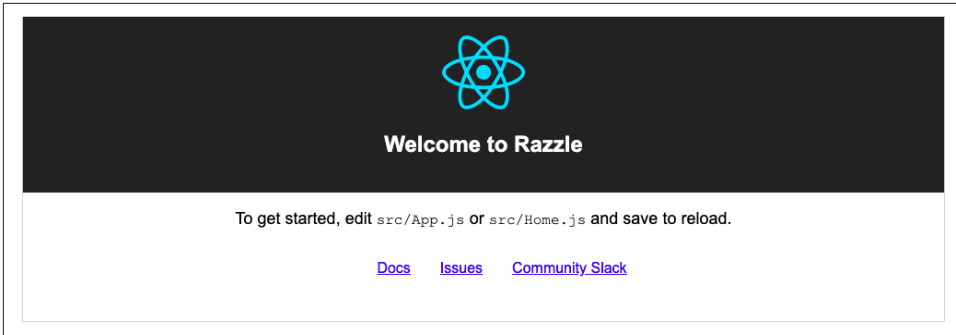 Welcome to Razzle
To get started, edit src/App.js or src/Home.js and save to reload.
Docs Issues Community Slack